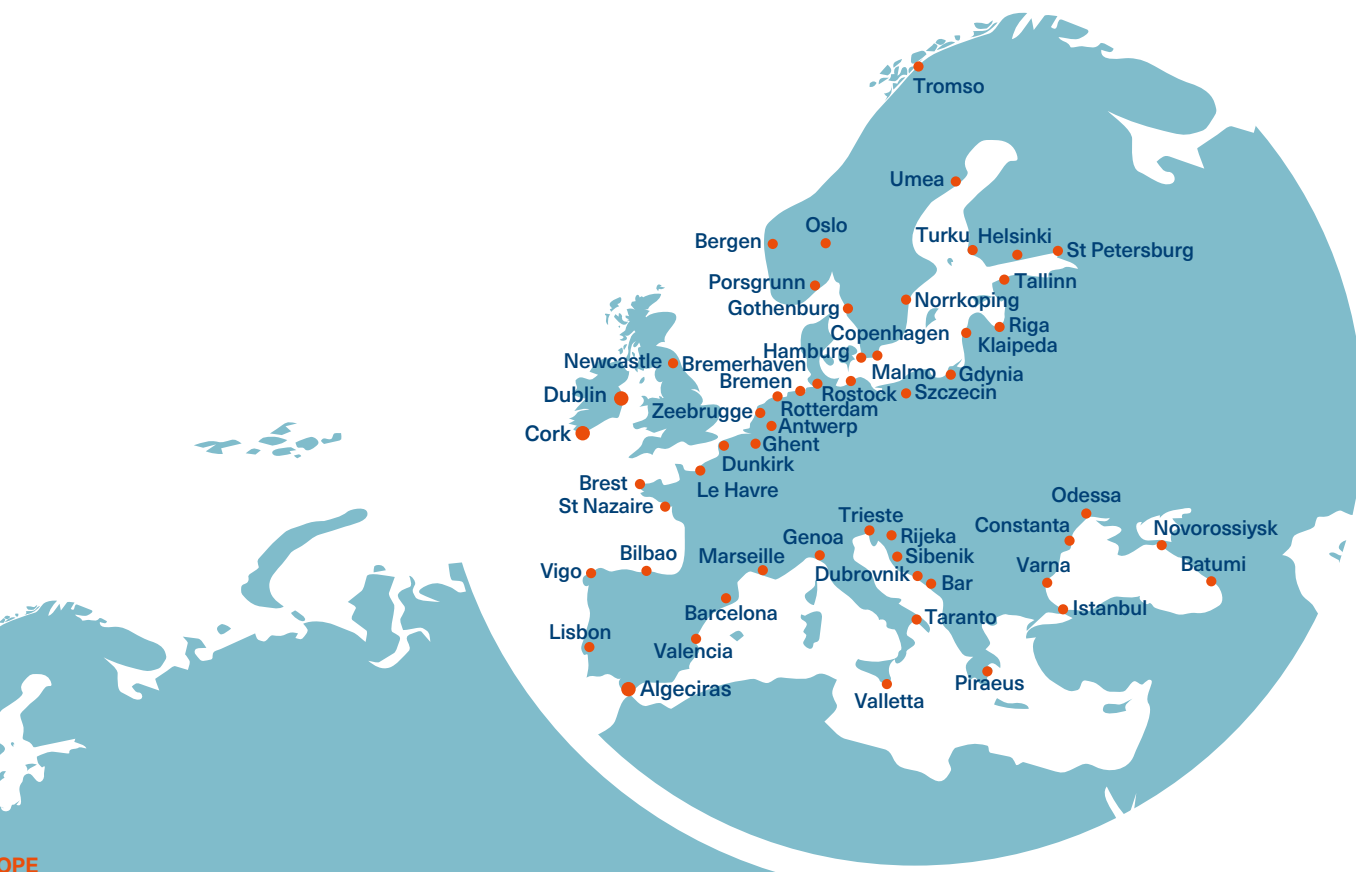 Tromso
Umea
Oslo
Bergen
Turku
Helsinki
St Petersburg
Porsgrunn
Tallinn
Gothenburg
Norrkoping
Riga
Copenhagen
Klaipeda
Hamburg
Newcastle
Bremerhaven
Malmo
Gdynia
Bremen
Dublin
Rostock
Szczecin
Zeebrugge
Rotterdam
Antwerp
Cork
Ghent
Dunkirk
Brest
Le Havre
St Nazaire
Odessa
Trieste
Constanta
Novorossiysk
Genoa
Rijeka
Bilbao
Marseille
Sibenik
Varna
Batumi
Vigo
Dubrovnik
Bar
Istanbul
Barcelona
Taranto
Lisbon
Valencia
Algeciras
Piraeus
Valletta
OPE